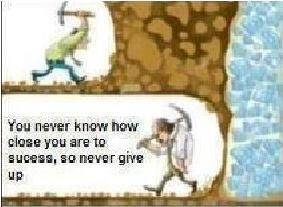 You never know how
close you are to
sucess, so never give
up